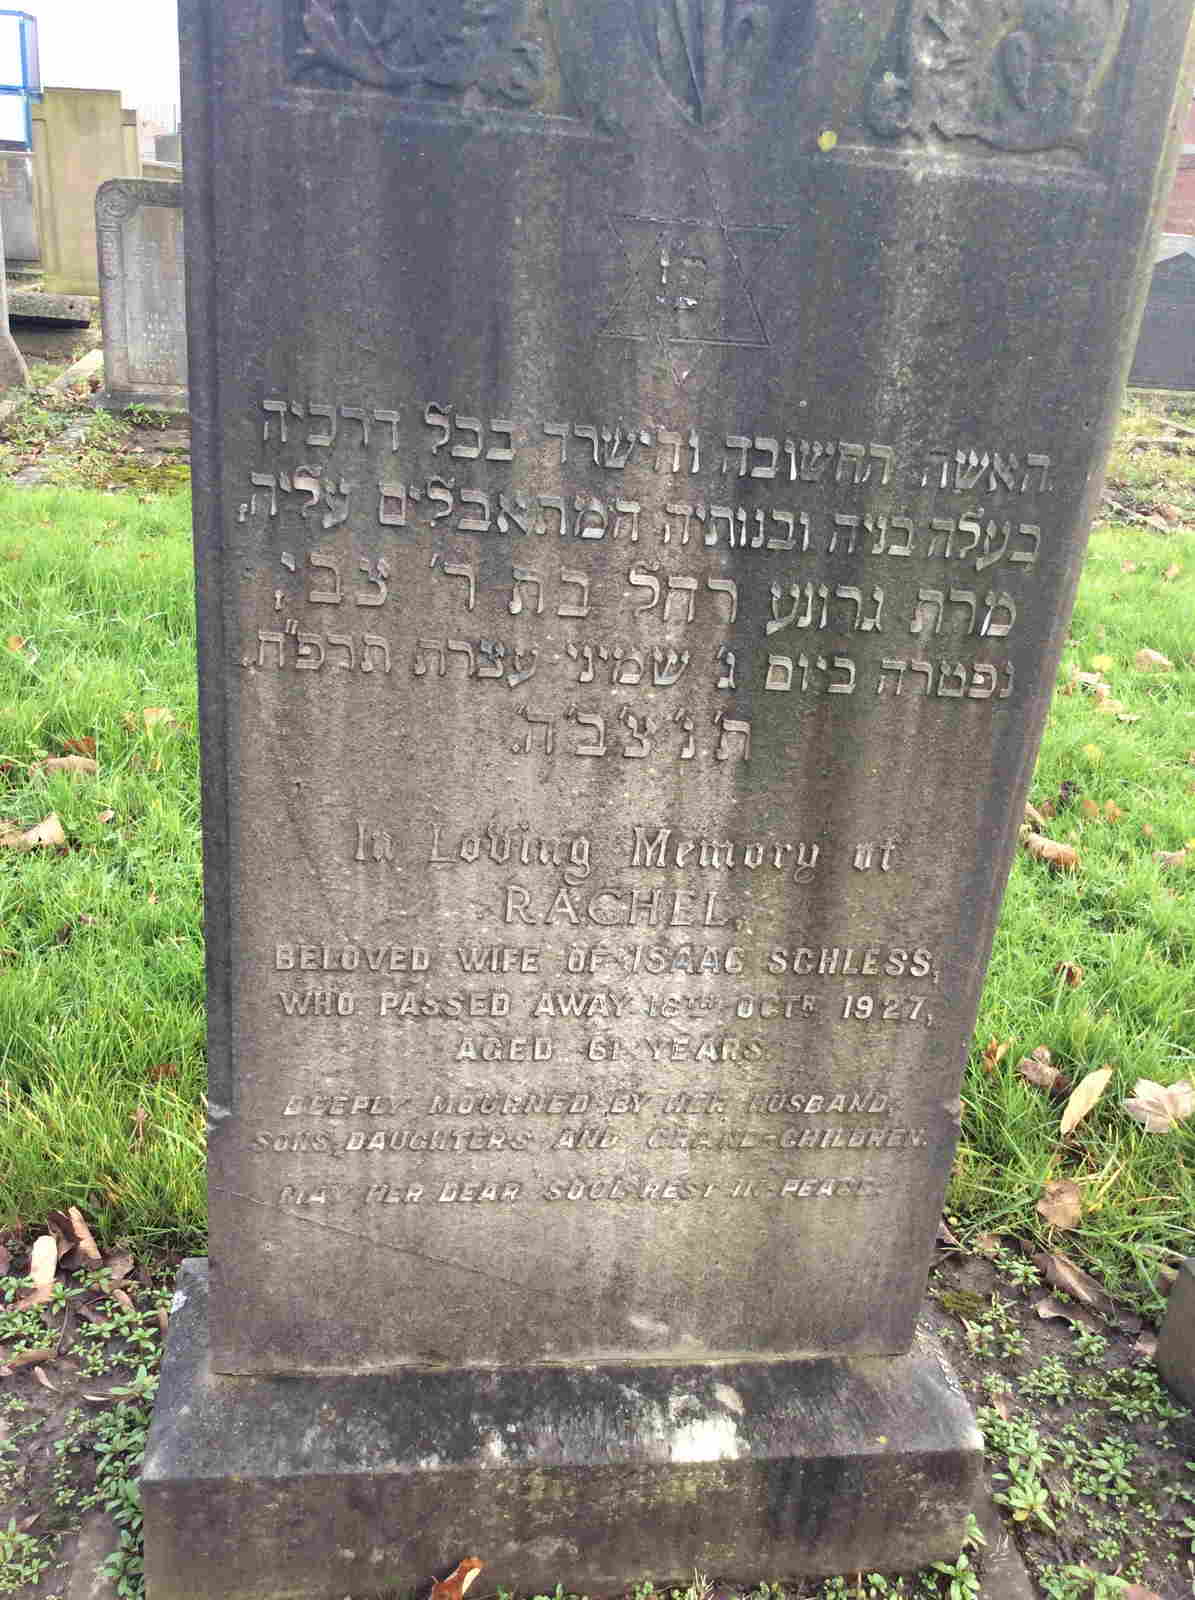 פ נ
האשה החשובה והישרד בכל דרכיה
בעלה בניה ובנותיה המתאבלים עליה,
מרת גרונע רחל בת ר' צבי,
נפטרה ביום ג' שמיני עצרת תרפ"ח.
ת'נ'צ'ב'ה'.
In Loving Memory of
RACHEL,
BELOVED WIFE OF ISAAC SCHLESS,
WHO PASSED AWAY 18TH OCTR 1927,
AGED 61 YEARS.
DEEPLY MOURNED BY HER HUSBAND,
SONS, DAUGHTERS AND GRAND-CHILDREN.
MAY HER DEAR SOUL REST IN PEACE.